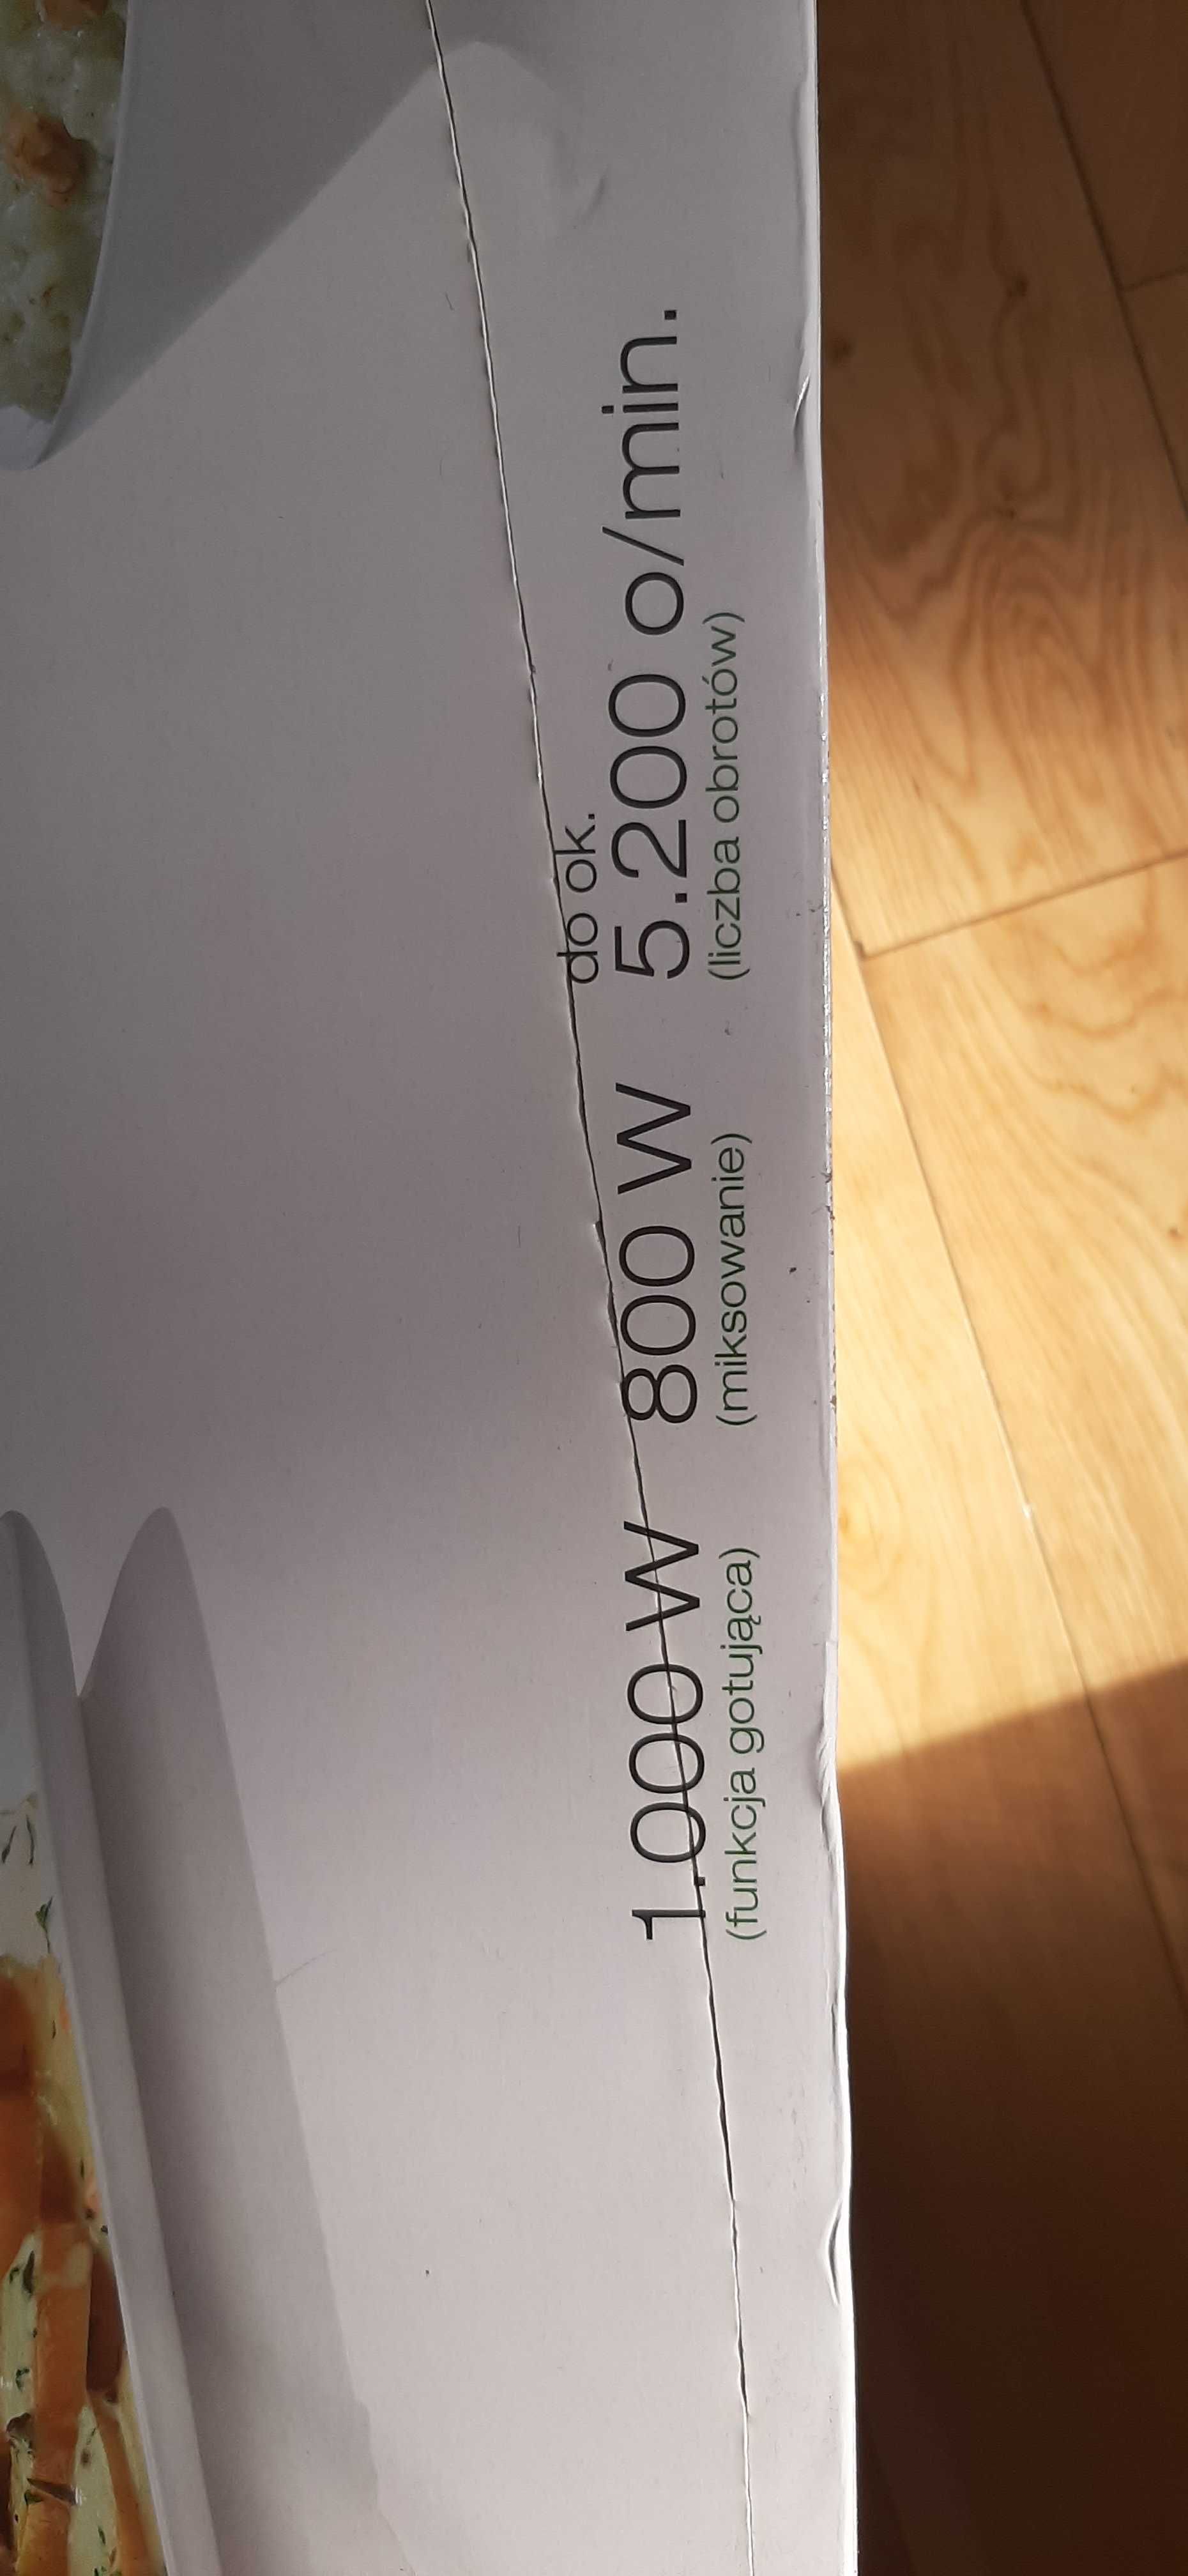 do ok.
1.000 W 800 W 5.200 o/min.
(funkcja gotująca) (miksowanie) (liczba obrotów)